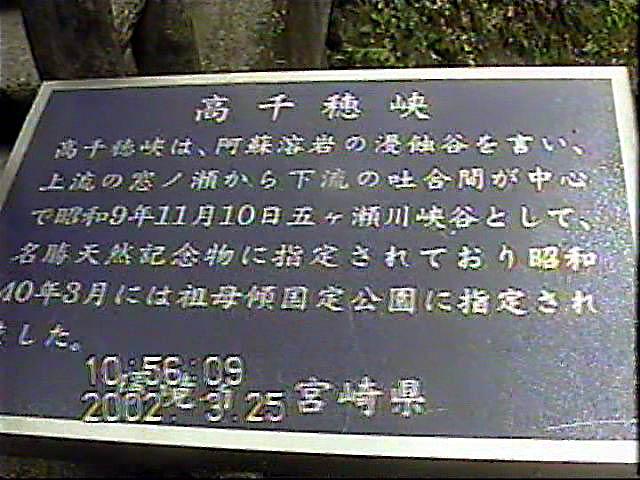 高千穂峡
高千穂峡は、阿蘇溶岩の浸蝕谷を言い、
上流の窓ノ瀬から下流の吐合間が中心
で昭和9年11月10日五ヶ瀬川峡谷として、
名勝天然記念物に指定されており昭和
40年3月には祖母傾国定公園に指定され
ました。
10:56:09
2002. 3.25 宮崎県